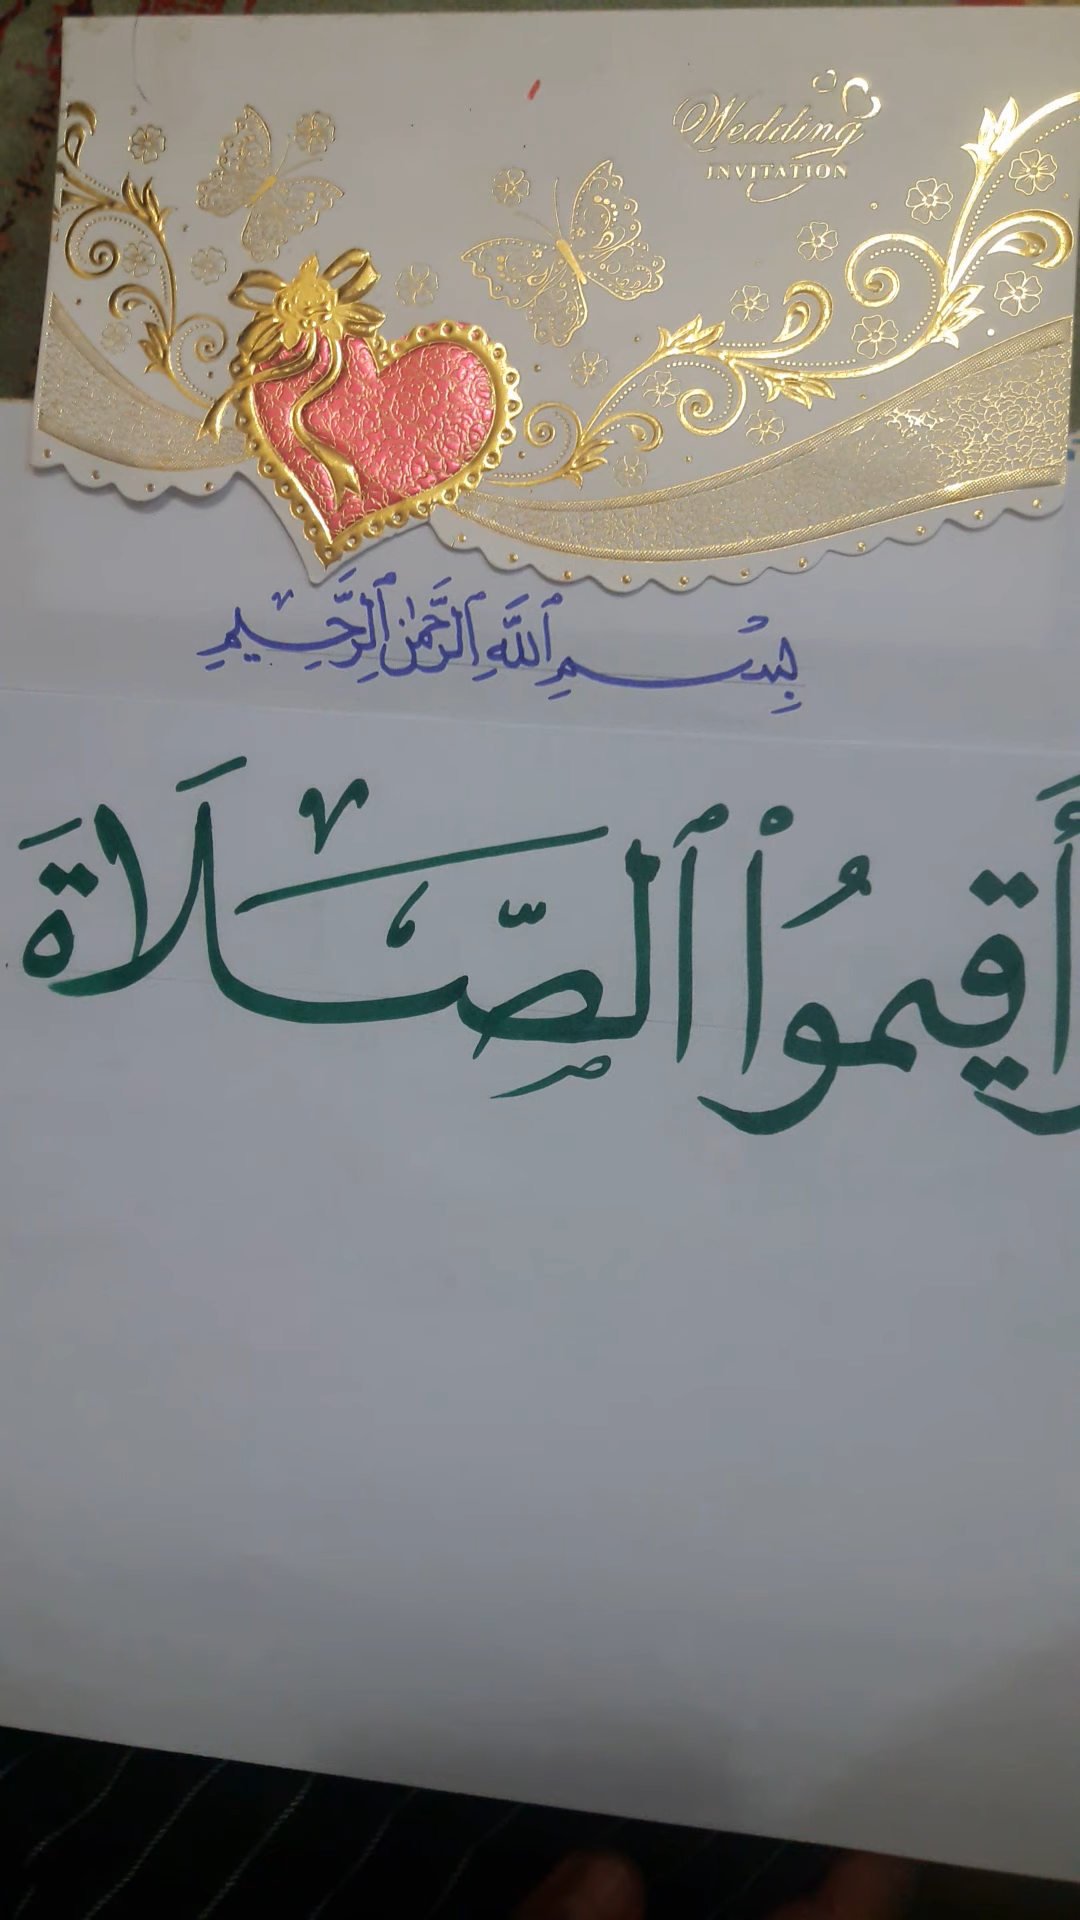 Wedding
INVITATION
بِسْمِ ٱللَّهِ ٱلرَّحْمَٰنِ ٱلرَّحِيمِ
أَقِيمُواْ ٱلصَّلَاةَ